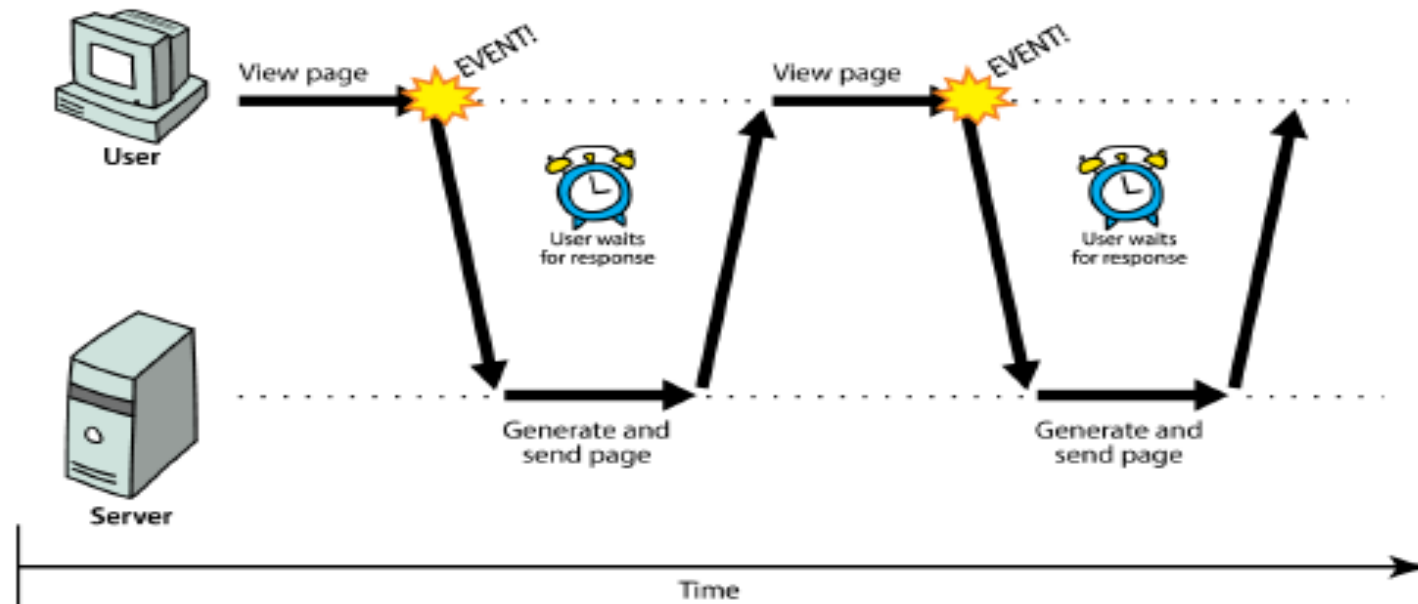 View page
EVENT!
View page
EVENT!
User
User waits
for response
User waits
for response
Generate and
send page
Generate and
send page
Server
Time